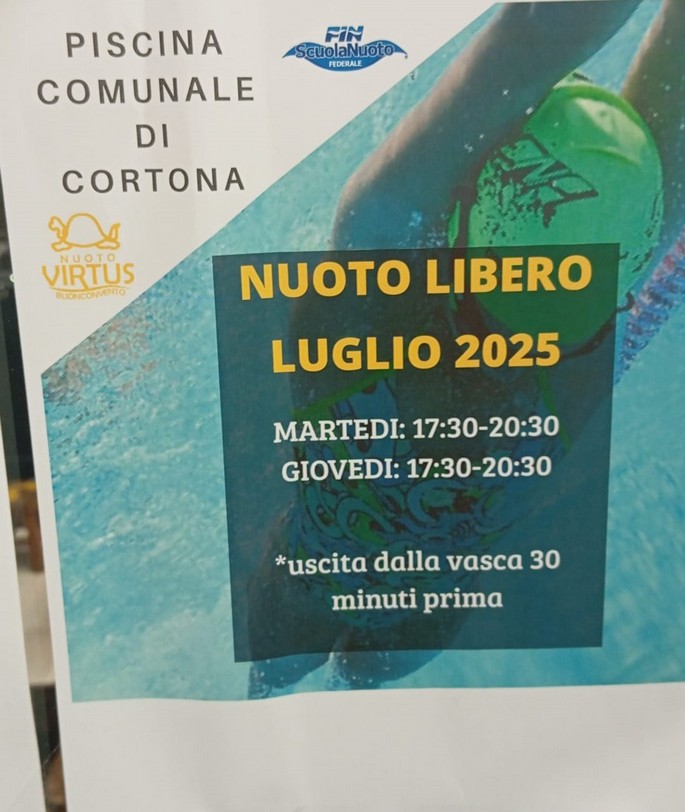 PISCINA
COMUNALE
DI
CORTONA
FIN
ScuolaNuoto
FEDERALE
NUOTO
VIRTUS
BUONCONVENTO
NUOTO LIBERO
LUGLIO 2025
MARTEDI: 17:30-20:30
GIOVEDI: 17:30-20:30
*uscita dalla vasca 30
minuti prima